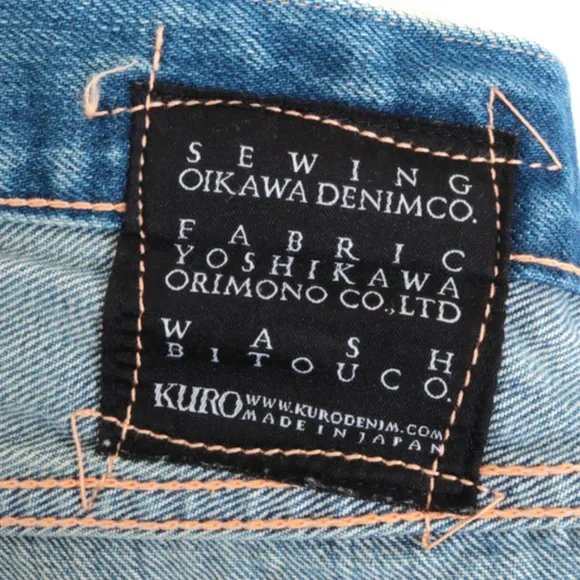 SEWING
OIKAWA DENIMCO.
FABRIC
YOSHIKAWA
ORIMONO CO.,LTD
WASH
BITOUCO.
KURO WWW.KURODENIM.COM
MADE IN JAPAN